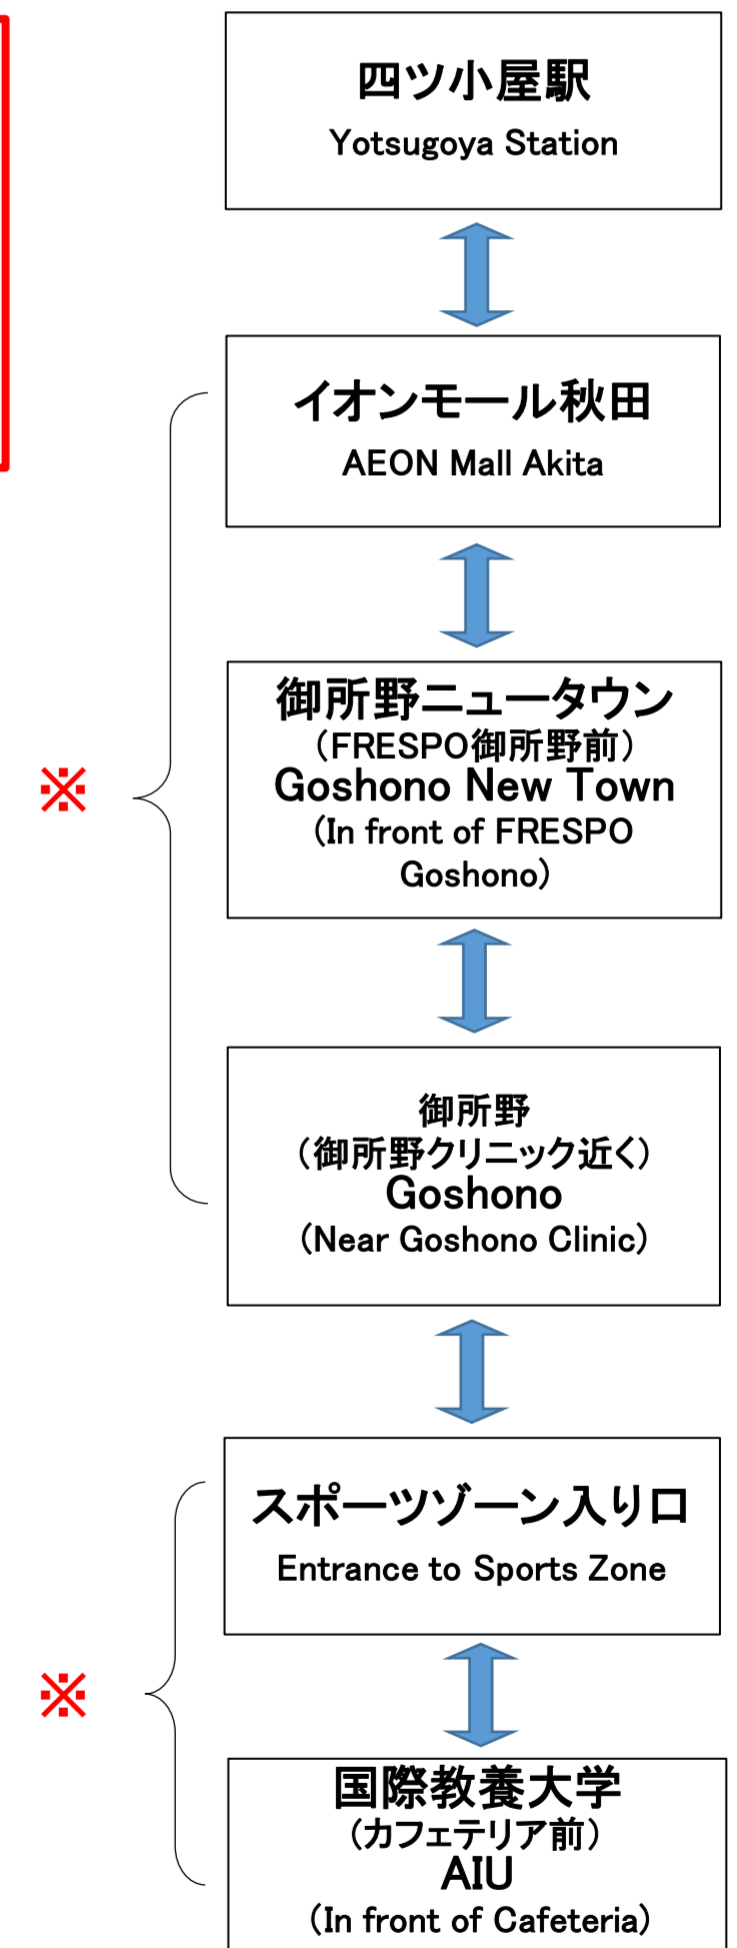 四ツ小屋駅
Yotsugoya Station
イオンモール秋田
AEON Mall Akita
御所野ニュータウン
（FRESPO御所野前）
Goshono New Town
(In front of FRESPO
Goshono)
※
御所野
（御所野クリニック近く）
Goshono
(Near Goshono Clinic)
スポーツゾーン入り口
Entrance to Sports Zone
※
国際教養大学
（カフェテリア前）
AIU
(In front of Cafeteria)